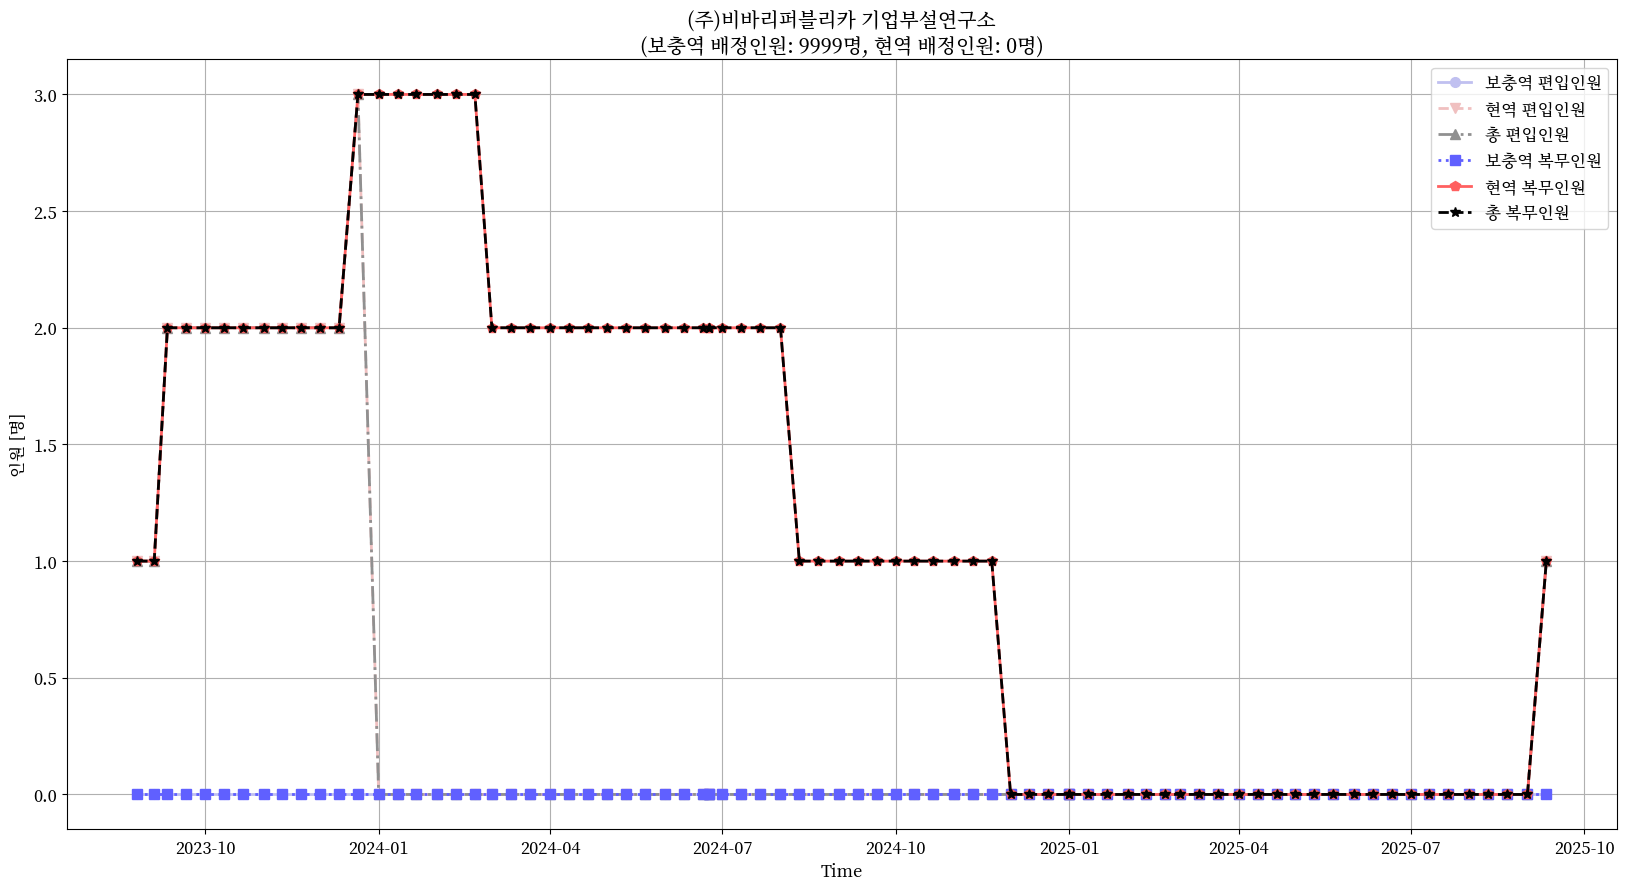 (주)비바리퍼블리카 기업부설연구소
(보충역 배정인원: 9999명, 현역 배정인원: 0명)
보충역 편입인원
현역 편입인원
총 편입인원
보충역 복무인원
현역 복무인원
총 복무인원
인원 [명]
3.0
2.5
2.0
1.5
1.0
0.5
0.0
2023-10
2024-01
2024-04
2024-07
2024-10
2025-01
2025-04
2025-07
2025-10
Time